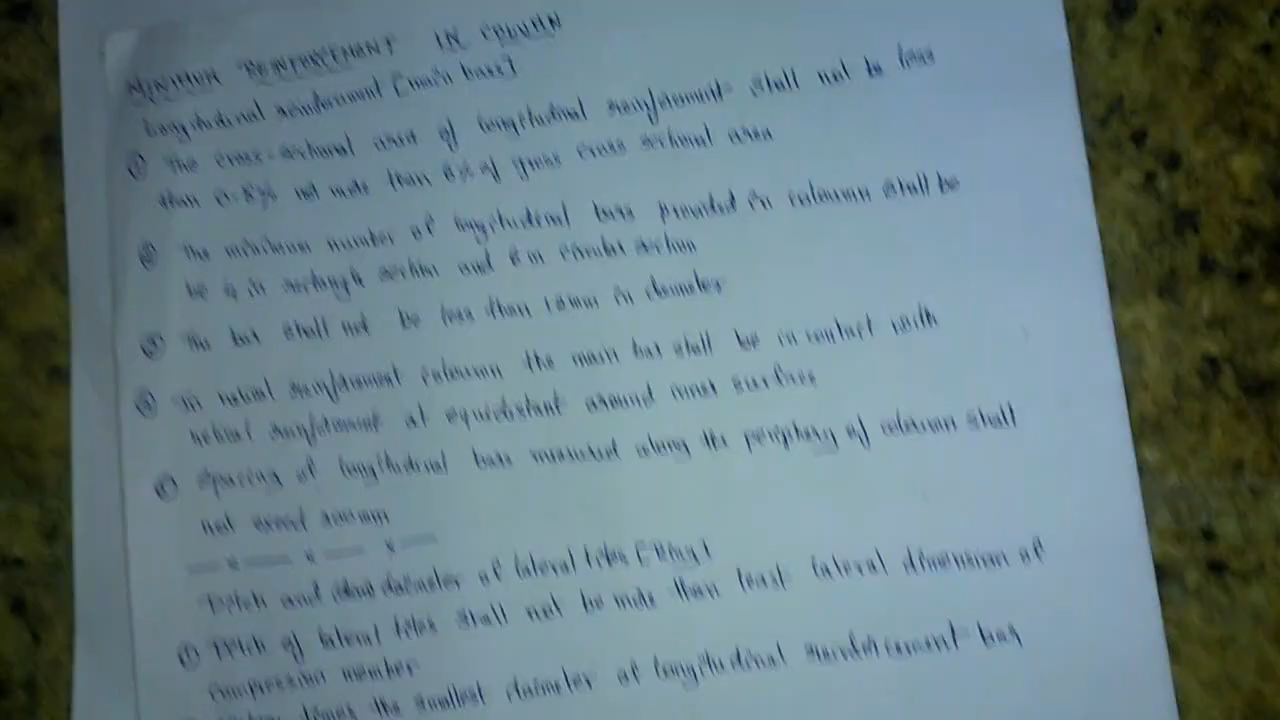 MINIMUM REINFORCEMENT IN COLUMN
Longitudinal reinforcement [main bars]
① The cross-sectional area of longitudinal reinforcement shall not be less
than 0.8% not more than 6% of gross cross sectional area
② The minimum number of longitudinal bars provided in column shall be
be 4 in rectangle section and 6 in circular section
③ The bar shall not be less than 12mm in diameter
④ In helical reinforcement column the main bar shall be in contact with
helical reinforcement at equidistant around inner surface
⑤ Spacing of longitudinal bars measured along the periphery of column shall
not exceed 300mm
Pitch and diameter of lateral ties [Ring]
① Pitch of lateral ties shall not be more than least lateral dimension of
compression member
times the smallest diameter of longitudinal reinforcement bar